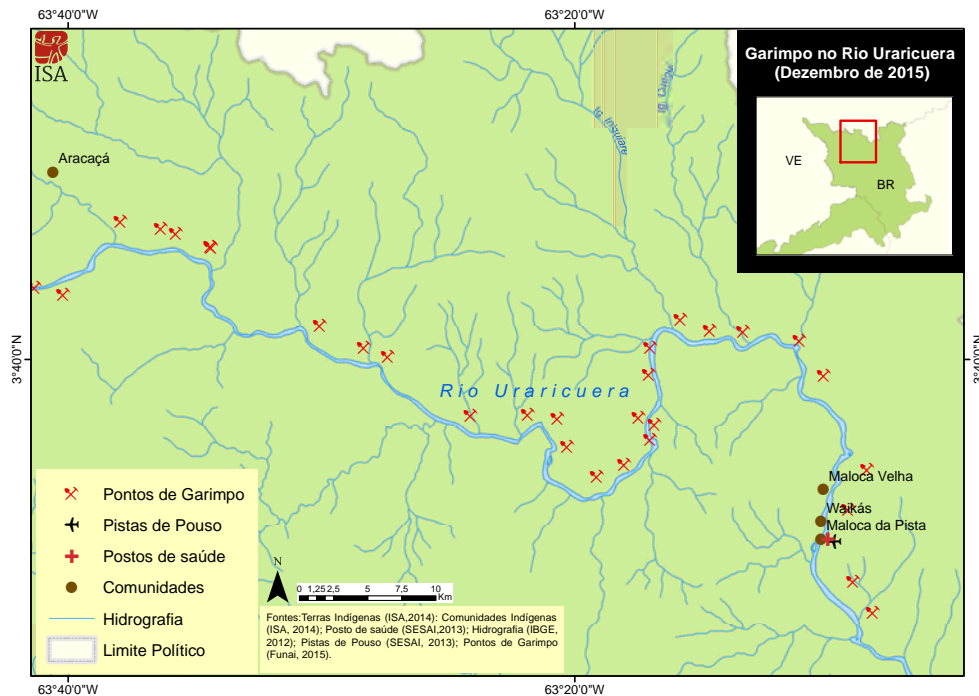 63°40'0"W
63°20'0"W
ISA
Garimpo no Rio Uraricuera
(Dezembro de 2015)
VE
BR
Ig. Iniquiare
Aracaçá
3°40'0"N
3°40'0"N
Rio Uraricuera
Maloca Velha
Waikás
Maloca da Pista
Pontos de Garimpo
Pistas de Pouso
Postos de saúde
Comunidades
Hidrografia
Limite Político
N
0 1,25 2,5 5 7,5 10
Km
Fontes:Terras Indígenas (ISA,2014): Comunidades Indígenas
(ISA, 2014); Posto de saúde (SESAI,2013); Hidrografia (IBGE,
2012); Pistas de Pouso (SESAI, 2013); Pontos de Garimpo
(Funai, 2015).
63°40'0"W
63°20'0"W